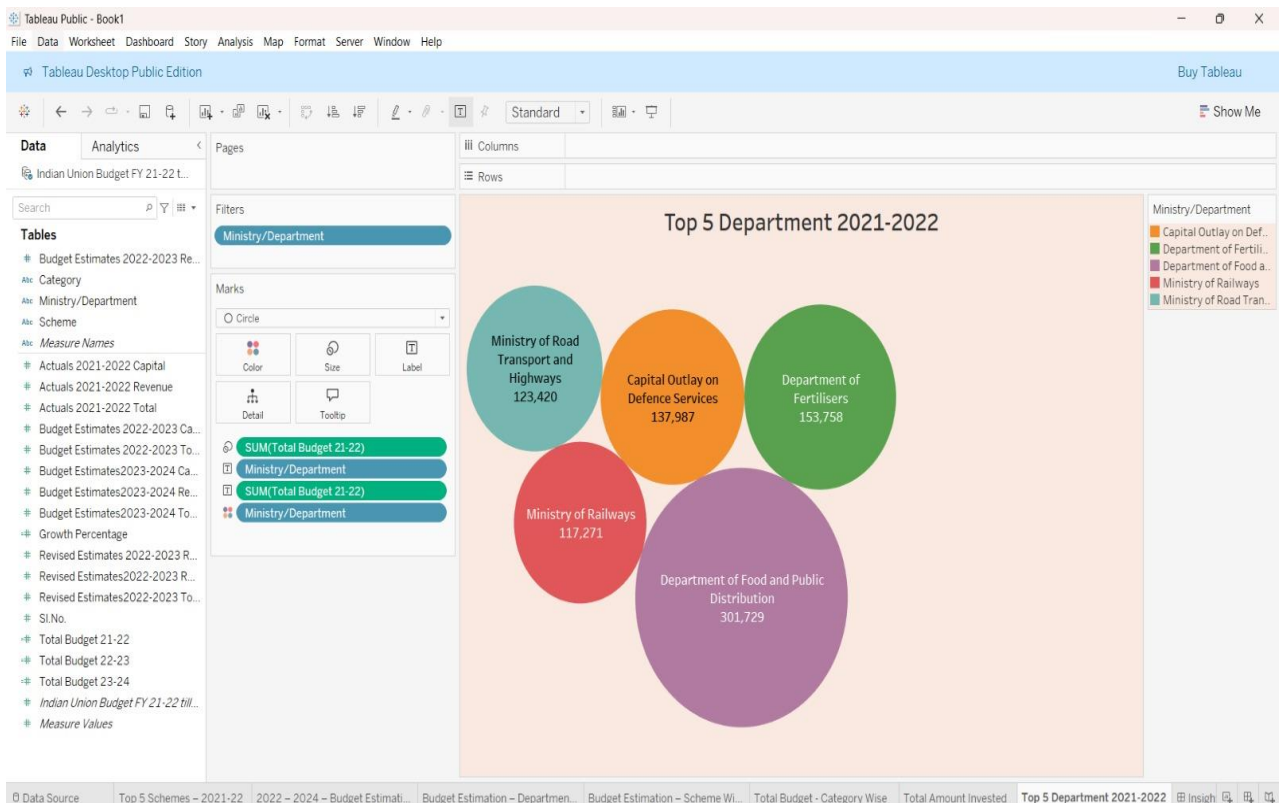 Tableau Public - Book1
File Data Worksheet Dashboard Story Analysis Map Format Server Window Help
Tableau Desktop Public Edition
Buy Tableau
Standard
Show Me
Data Analytics
Indian Union Budget FY 21-22 t...
Search
Tables
# Budget Estimates 2022-2023 Re...
Abc Category
Abc Ministry/Department
Abc Scheme
Abc Measure Names
# Actuals 2021-2022 Capital
# Actuals 2021-2022 Revenue
# Actuals 2021-2022 Total
# Budget Estimates 2022-2023 Ca...
# Budget Estimates 2022-2023 To...
# Budget Estimates2023-2024 Ca...
# Budget Estimates2023-2024 Re...
# Budget Estimates2023-2024 To...
=# Growth Percentage
# Revised Estimates 2022-2023 R...
# Revised Estimates2022-2023 R...
# Revised Estimates2022-2023 To...
# Sl.No.
=# Total Budget 21-22
=# Total Budget 22-23
=# Total Budget 23-24
# Indian Union Budget FY 21-22 till...
# Measure Values
Pages
Filters
Ministry/Department
Marks
Circle
Color Size Label
Detail Tooltip
SUM(Total Budget 21-22)
Ministry/Department
SUM(Total Budget 21-22)
Ministry/Department
Columns
Rows
Top 5 Department 2021-2022
Ministry of Road
Transport and
Highways
123,420
Capital Outlay on
Defence Services
137,987
Department of
Fertilisers
153,758
Ministry of Railways
117,271
Department of Food and Public
Distribution
301,729
Ministry/Department
Capital Outlay on Def..
Department of Fertili..
Department of Food a..
Ministry of Railways
Ministry of Road Tran..
Data Source Top 5 Schemes – 2021-22 2022 – 2024 – Budget Estimati... Budget Estimation – Departmen... Budget Estimation – Scheme Wi... Total Budget - Category Wise Total Amount Invested Top 5 Department 2021-2022 Insigh